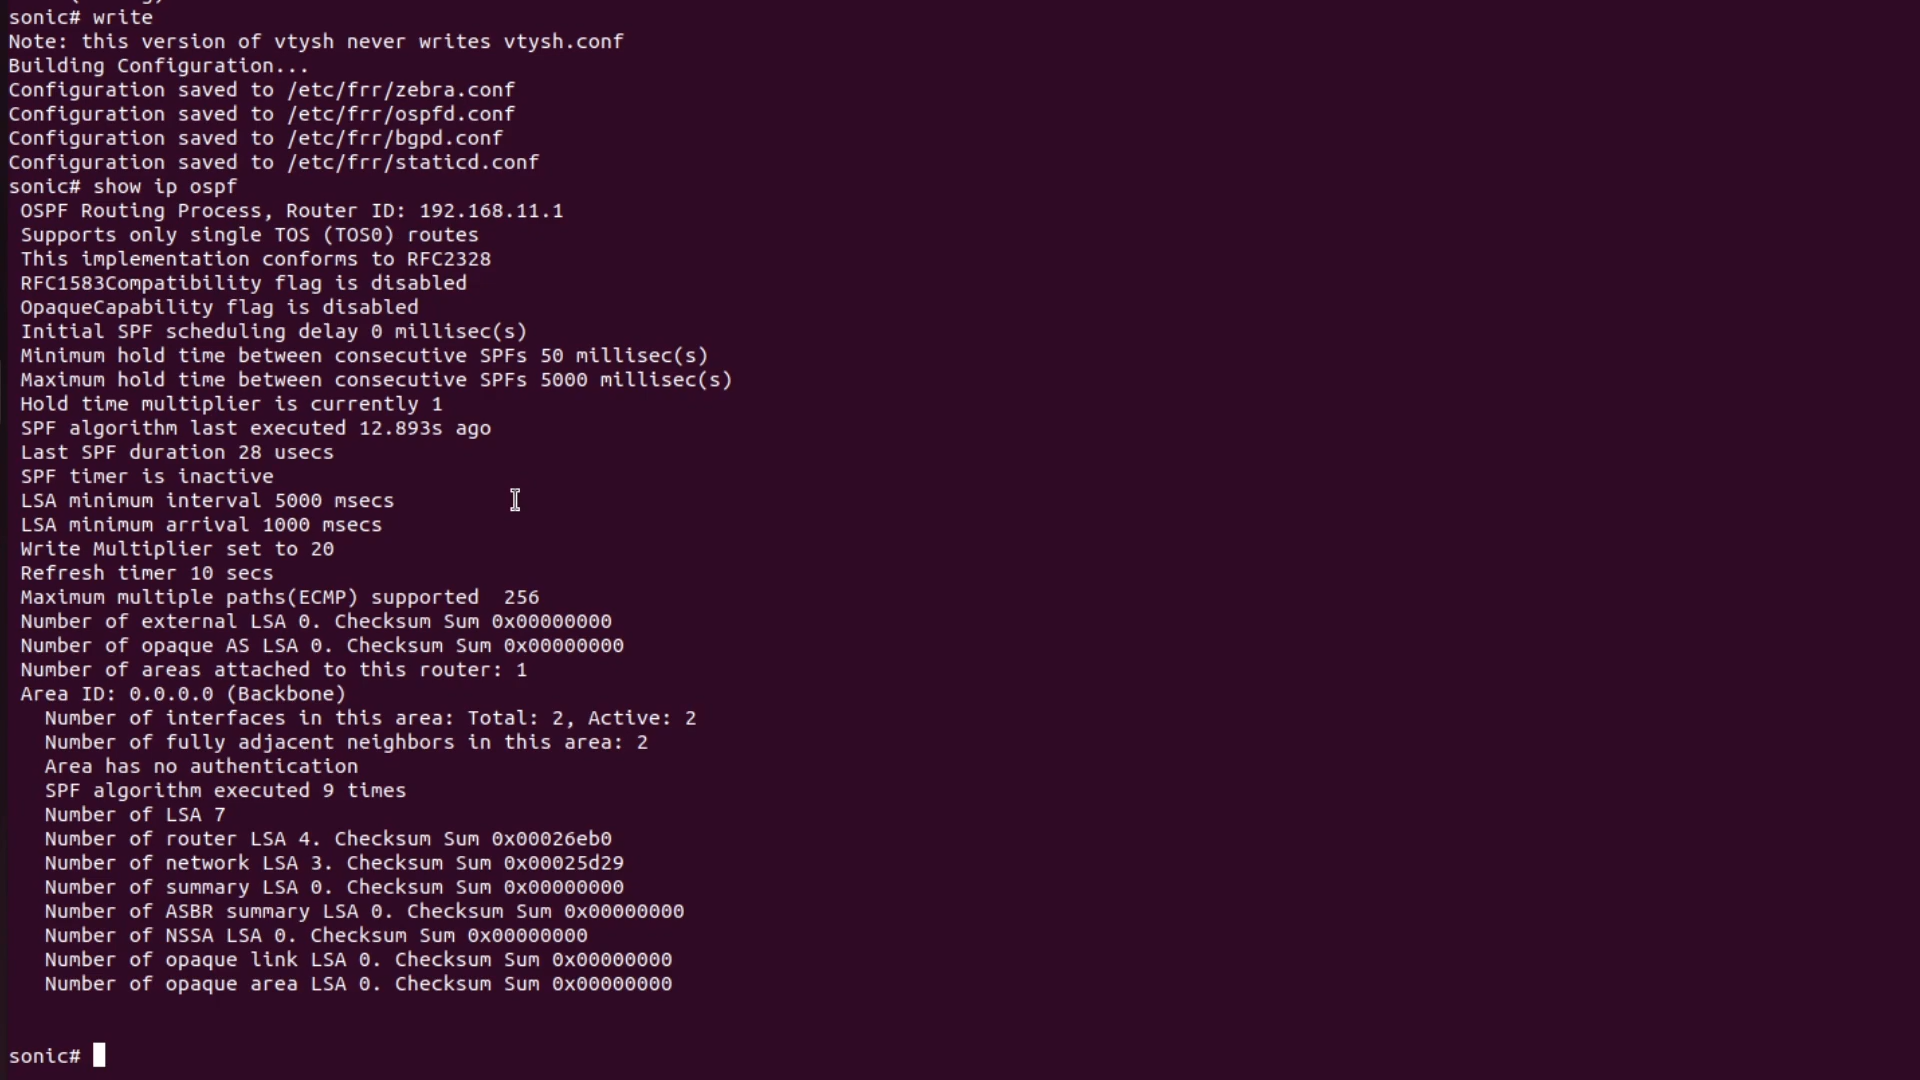 sonic# write
Note: this version of vtysh never writes vtysh.conf
Building Configuration...
Configuration saved to /etc/frr/zebra.conf
Configuration saved to /etc/frr/ospfd.conf
Configuration saved to /etc/frr/bgpd.conf
Configuration saved to /etc/frr/staticd.conf
sonic# show ip ospf
 OSPF Routing Process, Router ID: 192.168.11.1
 Supports only single TOS (TOS0) routes
 This implementation conforms to RFC2328
 RFC1583Compatibility flag is disabled
 OpaqueCapability flag is disabled
 Initial SPF scheduling delay 0 millisec(s)
 Minimum hold time between consecutive SPFs 50 millisec(s)
 Maximum hold time between consecutive SPFs 5000 millisec(s)
 Hold time multiplier is currently 1
 SPF algorithm last executed 12.893s ago
 Last SPF duration 28 usecs
 SPF timer is inactive
 LSA minimum interval 5000 msecs
 LSA minimum arrival 1000 msecs
 Write Multiplier set to 20
 Refresh timer 10 secs
 Maximum multiple paths(ECMP) supported  256
 Number of external LSA 0. Checksum Sum 0x00000000
 Number of opaque AS LSA 0. Checksum Sum 0x00000000
 Number of areas attached to this router: 1
 Area ID: 0.0.0.0 (Backbone)
   Number of interfaces in this area: Total: 2, Active: 2
   Number of fully adjacent neighbors in this area: 2
   Area has no authentication
   SPF algorithm executed 9 times
   Number of LSA 7
   Number of router LSA 4. Checksum Sum 0x00026eb0
   Number of network LSA 3. Checksum Sum 0x00025d29
   Number of summary LSA 0. Checksum Sum 0x00000000
   Number of ASBR summary LSA 0. Checksum Sum 0x00000000
   Number of NSSA LSA 0. Checksum Sum 0x00000000
   Number of opaque link LSA 0. Checksum Sum 0x00000000
   Number of opaque area LSA 0. Checksum Sum 0x00000000
sonic#